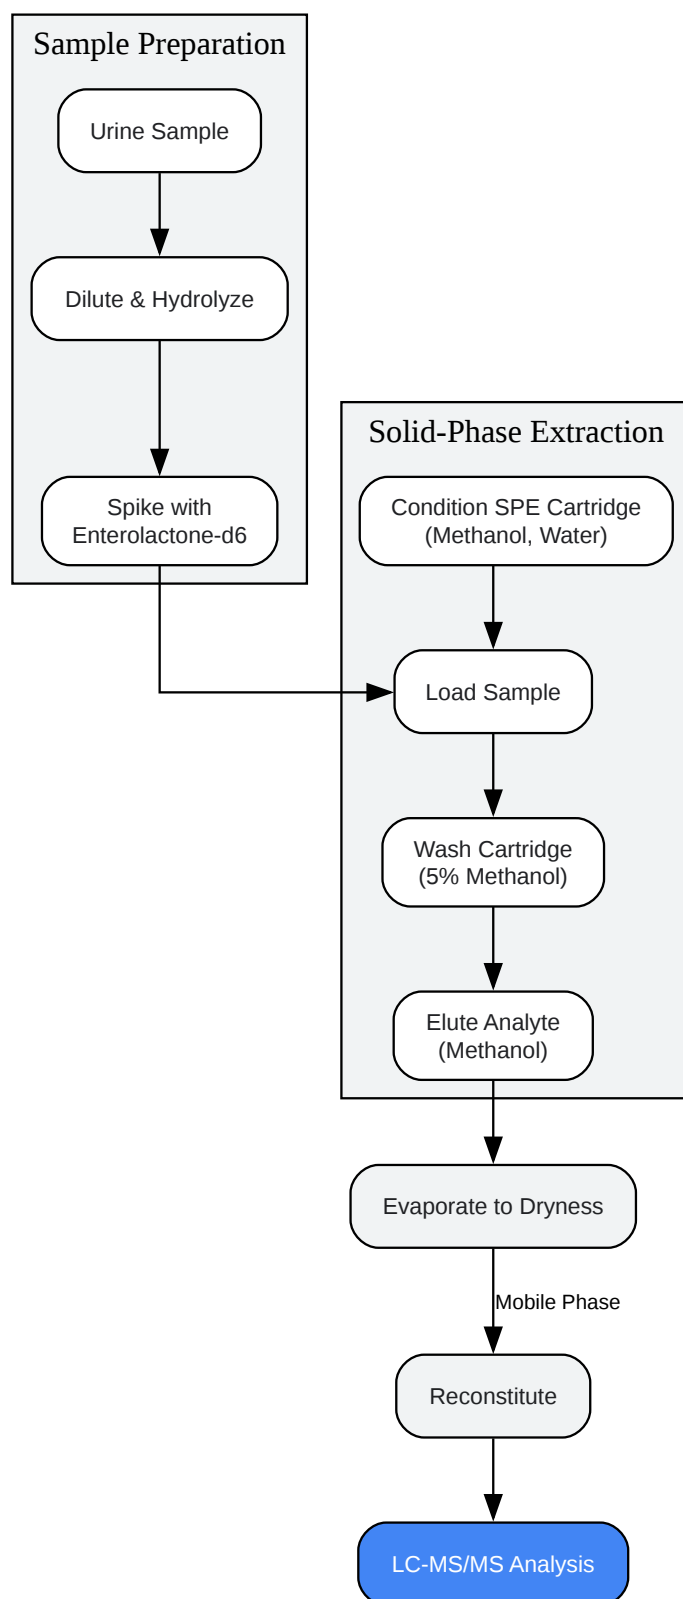 Sample Preparation
Urine Sample
Dilute & Hydrolyze
Spike with
Enterolactone-d6
Solid-Phase Extraction
Condition SPE Cartridge
(Methanol, Water)
Load Sample
Wash Cartridge
(5% Methanol)
Elute Analyte
(Methanol)
Evaporate to Dryness
Mobile Phase
Reconstitute
LC-MS/MS Analysis